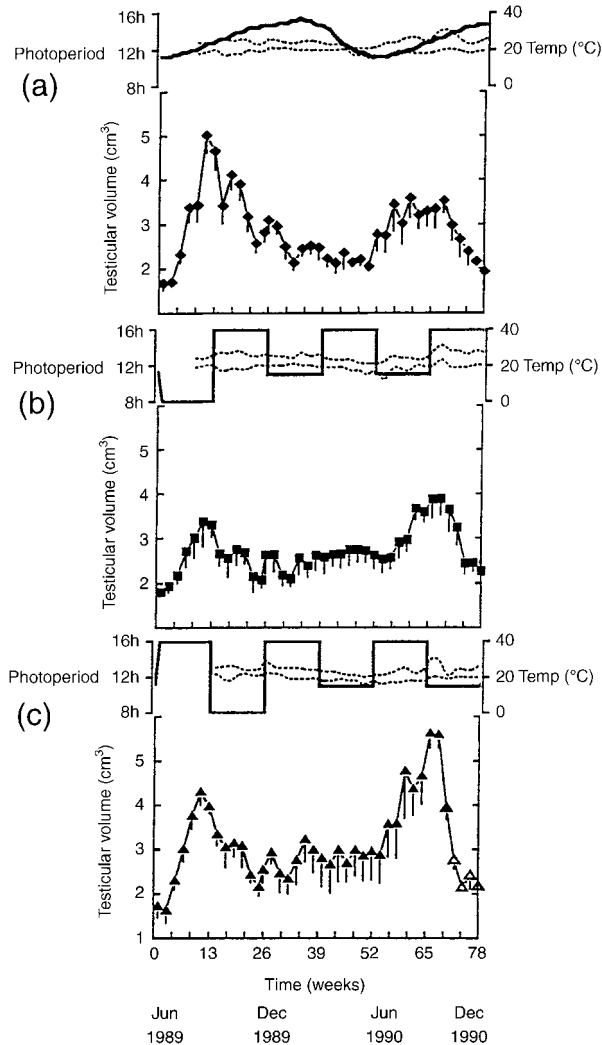 16h 40
Photoperiod 12h 20 Temp (°C)
8h 0
(a)
5
4
3
2
Testicular volume (cm³)
16h 40
Photoperiod 12h 20 Temp (°C)
8h 0
(b)
5
4
3
2
Testicular volume (cm³)
16h 40
Photoperiod 12h 20 Temp (°C)
8h 0
(c)
5
4
3
2
1
Testicular volume (cm³)
0 13 26 39 52 65 78
Time (weeks)
Jun Dec Jun Dec
1989 1989 1990 1990